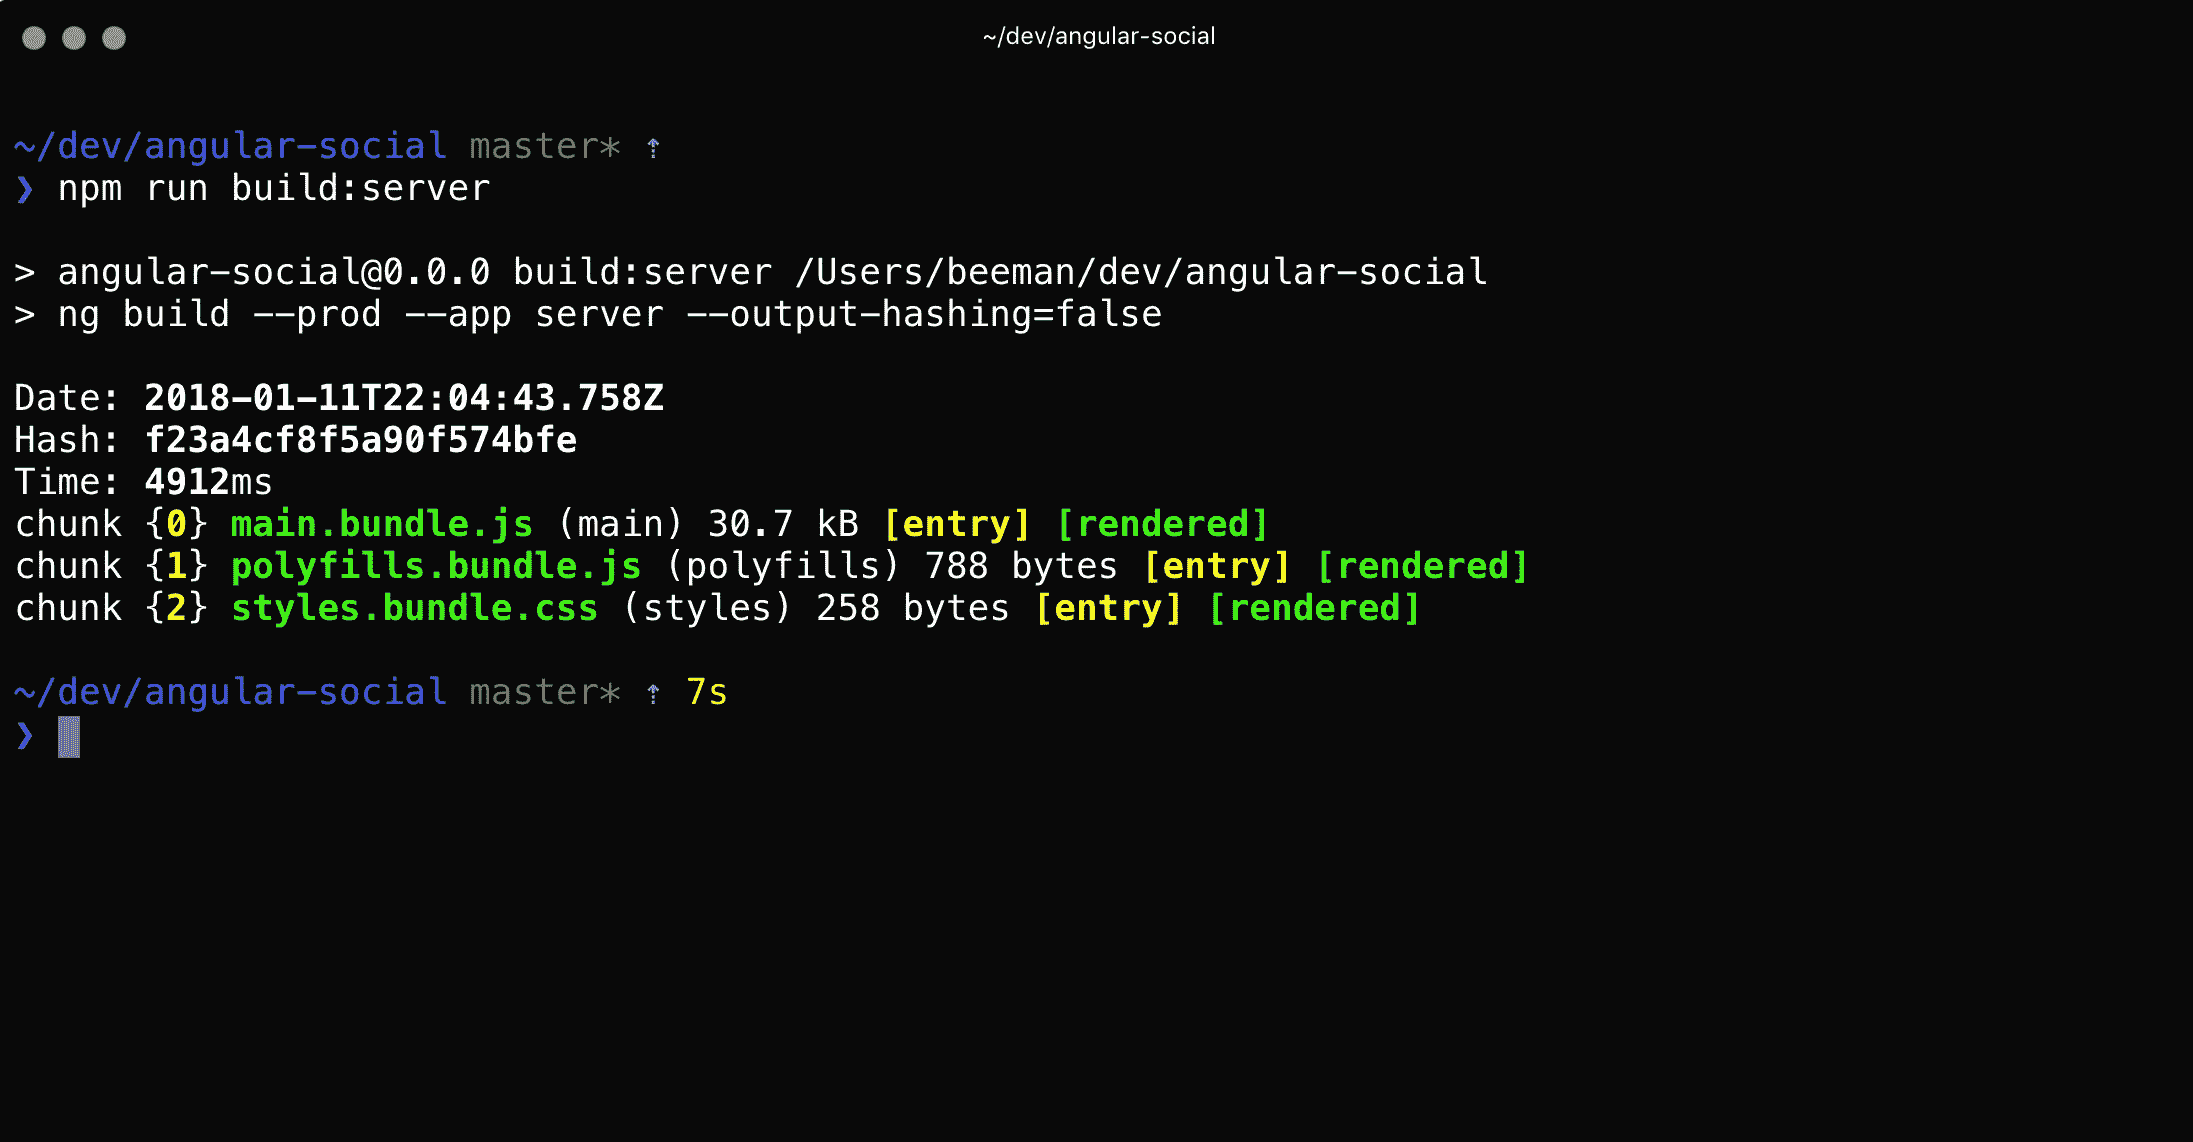 ~/dev/angular-social
~/dev/angular-social master* ⇡
❯ npm run build:server
> angular-social@0.0.0 build:server /Users/beeman/dev/angular-social
> ng build --prod --app server --output-hashing=false
Date: 2018-01-11T22:04:43.758Z
Hash: f23a4cf8f5a90f574bfe
Time: 4912ms
chunk {0} main.bundle.js (main) 30.7 kB [entry] [rendered]
chunk {1} polyfills.bundle.js (polyfills) 788 bytes [entry] [rendered]
chunk {2} styles.bundle.css (styles) 258 bytes [entry] [rendered]
~/dev/angular-social master* ⇡ 7s
❯